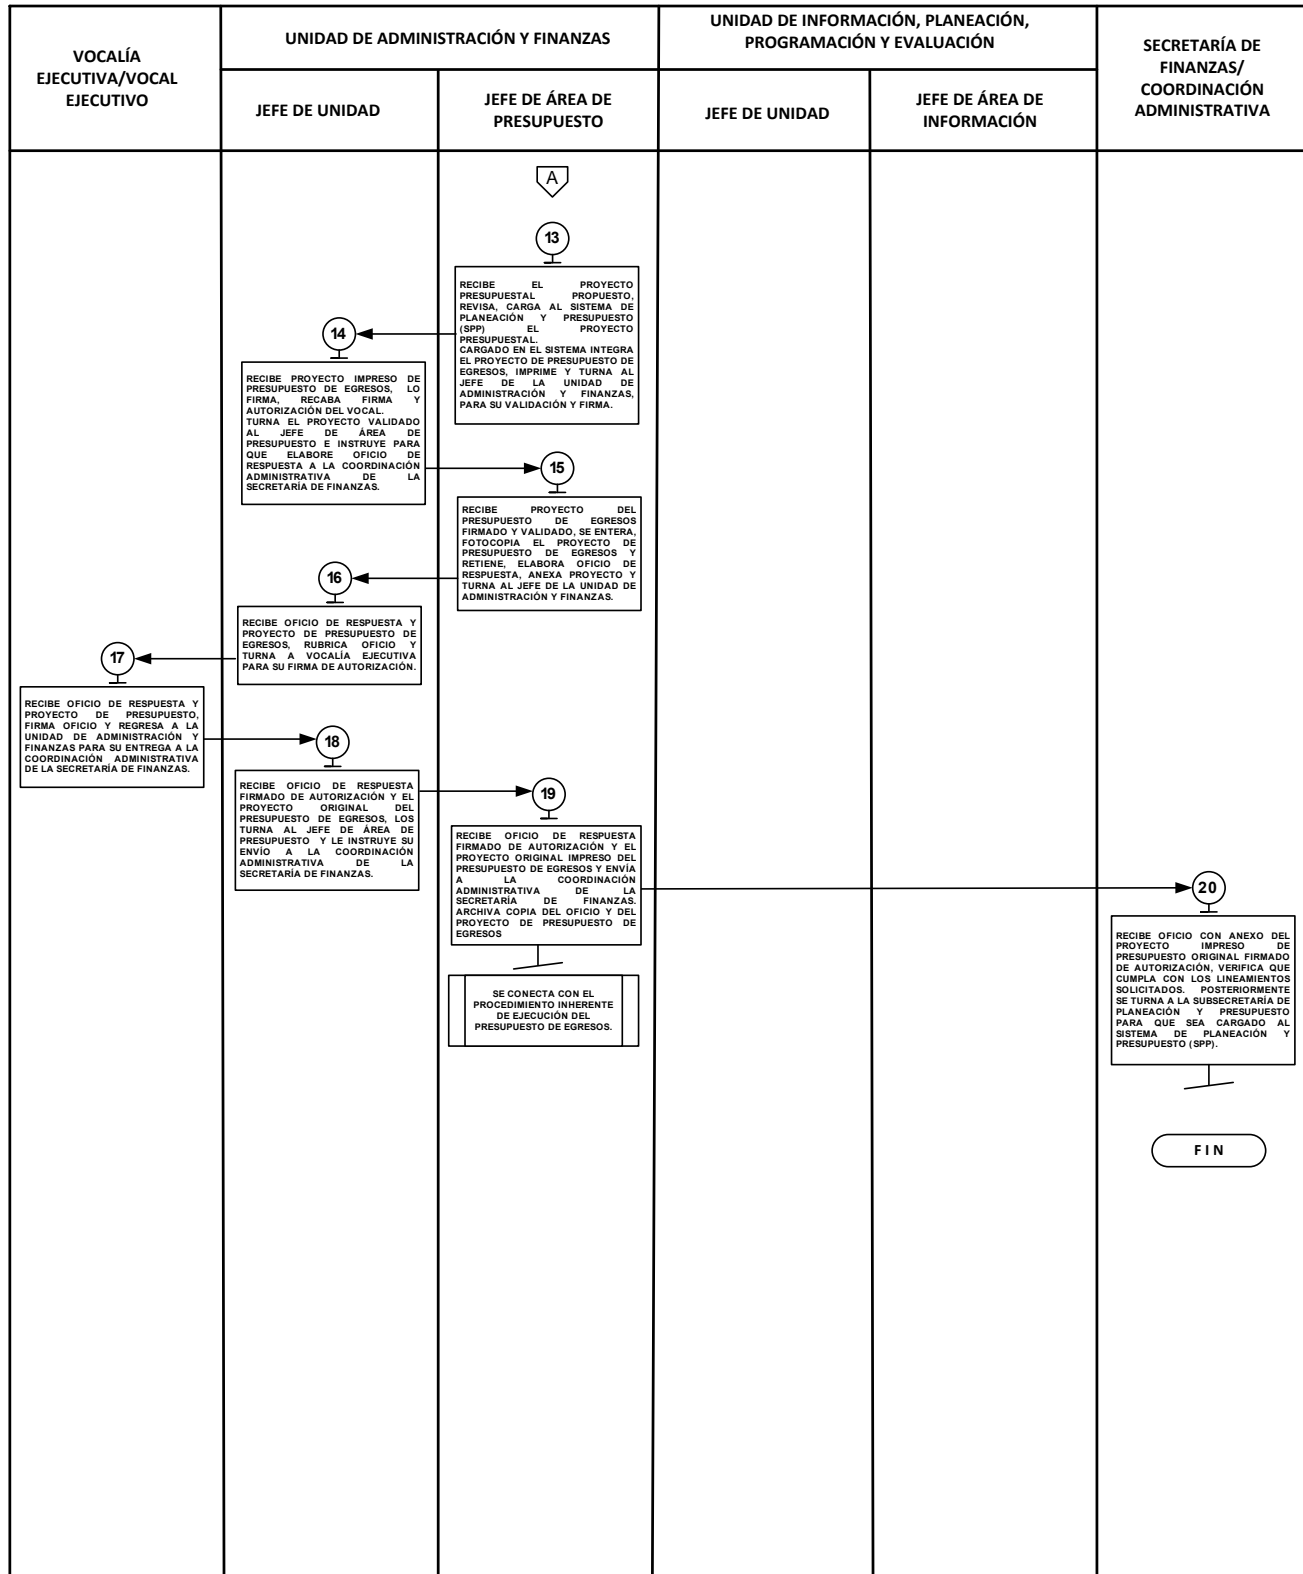 VOCALÍA
EJECUTIVA/VOCAL
EJECUTIVO
UNIDAD DE ADMINISTRACIÓN Y FINANZAS
JEFE DE UNIDAD
JEFE DE ÁREA DE
PRESUPUESTO
UNIDAD DE INFORMACIÓN, PLANEACIÓN,
PROGRAMACIÓN Y EVALUACIÓN
JEFE DE UNIDAD
JEFE DE ÁREA DE
INFORMACIÓN
SECRETARÍA DE
FINANZAS/
COORDINACIÓN
ADMINISTRATIVA
A
13
RECIBE EL PROYECTO
PRESUPUESTAL PROPUESTO,
REVISA, CARGA AL SISTEMA DE
PLANEACIÓN Y PRESUPUESTO
(SPP) EL PROYECTO
PRESUPUESTAL.
CARGADO EN EL SISTEMA INTEGRA
EL PROYECTO DE PRESUPUESTO DE
EGRESOS, IMPRIME Y TURNA AL
JEFE DE LA UNIDAD DE
ADMINISTRACIÓN Y FINANZAS,
PARA SU VALIDACIÓN Y FIRMA.
14
RECIBE PROYECTO IMPRESO DE
PRESUPUESTO DE EGRESOS, LO
FIRMA, RECABA FIRMA Y
AUTORIZACIÓN DEL VOCAL.
TURNA EL PROYECTO VALIDADO
AL JEFE DE ÁREA DE
PRESUPUESTO E INSTRUYE PARA
QUE ELABORE OFICIO DE
RESPUESTA A LA COORDINACIÓN
ADMINISTRATIVA DE LA
SECRETARÍA DE FINANZAS.
15
RECIBE PROYECTO DEL
PRESUPUESTO DE EGRESOS
FIRMADO Y VALIDADO, SE ENTERA,
FOTOCOPIA EL PROYECTO DE
PRESUPUESTO DE EGRESOS Y
RETIENE, ELABORA OFICIO DE
RESPUESTA, ANEXA PROYECTO Y
TURNA AL JEFE DE LA UNIDAD DE
ADMINISTRACIÓN Y FINANZAS.
16
RECIBE OFICIO DE RESPUESTA Y
PROYECTO DE PRESUPUESTO DE
EGRESOS, RUBRICA OFICIO Y
TURNA A VOCALÍA EJECUTIVA
PARA SU FIRMA DE AUTORIZACIÓN.
17
RECIBE OFICIO DE RESPUESTA Y
PROYECTO DE PRESUPUESTO,
FIRMA OFICIO Y REGRESA A LA
UNIDAD DE ADMINISTRACIÓN Y
FINANZAS PARA SU ENTREGA A LA
COORDINACIÓN ADMINISTRATIVA
DE LA SECRETARÍA DE FINANZAS.
18
RECIBE OFICIO DE RESPUESTA
FIRMADO DE AUTORIZACIÓN Y EL
PROYECTO ORIGINAL DEL
PRESUPUESTO DE EGRESOS, LOS
TURNA AL JEFE DE ÁREA DE
PRESUPUESTO Y LE INSTRUYE SU
ENVÍO A LA COORDINACIÓN
ADMINISTRATIVA DE LA
SECRETARÍA DE FINANZAS.
19
RECIBE OFICIO DE RESPUESTA
FIRMADO DE AUTORIZACIÓN Y EL
PROYECTO ORIGINAL IMPRESO DEL
PRESUPUESTO DE EGRESOS Y ENVÍA
A LA COORDINACIÓN
ADMINISTRATIVA DE LA
SECRETARÍA DE FINANZAS.
ARCHIVA COPIA DEL OFICIO Y DEL
PROYECTO DE PRESUPUESTO DE
EGRESOS
SE CONECTA CON EL
PROCEDIMIENTO INHERENTE
DE EJECUCIÓN DEL
PRESUPUESTO DE EGRESOS.
20
RECIBE OFICIO CON ANEXO DEL
PROYECTO IMPRESO DE
PRESUPUESTO ORIGINAL FIRMADO
DE AUTORIZACIÓN, VERIFICA QUE
CUMPLA CON LOS LINEAMIENTOS
SOLICITADOS. POSTERIORMENTE
SE TURNA A LA SUBSECRETARÍA DE
PLANEACIÓN Y PRESUPUESTO
PARA QUE SEA CARGADO AL
SISTEMA DE PLANEACIÓN Y
PRESUPUESTO (SPP).
F I N